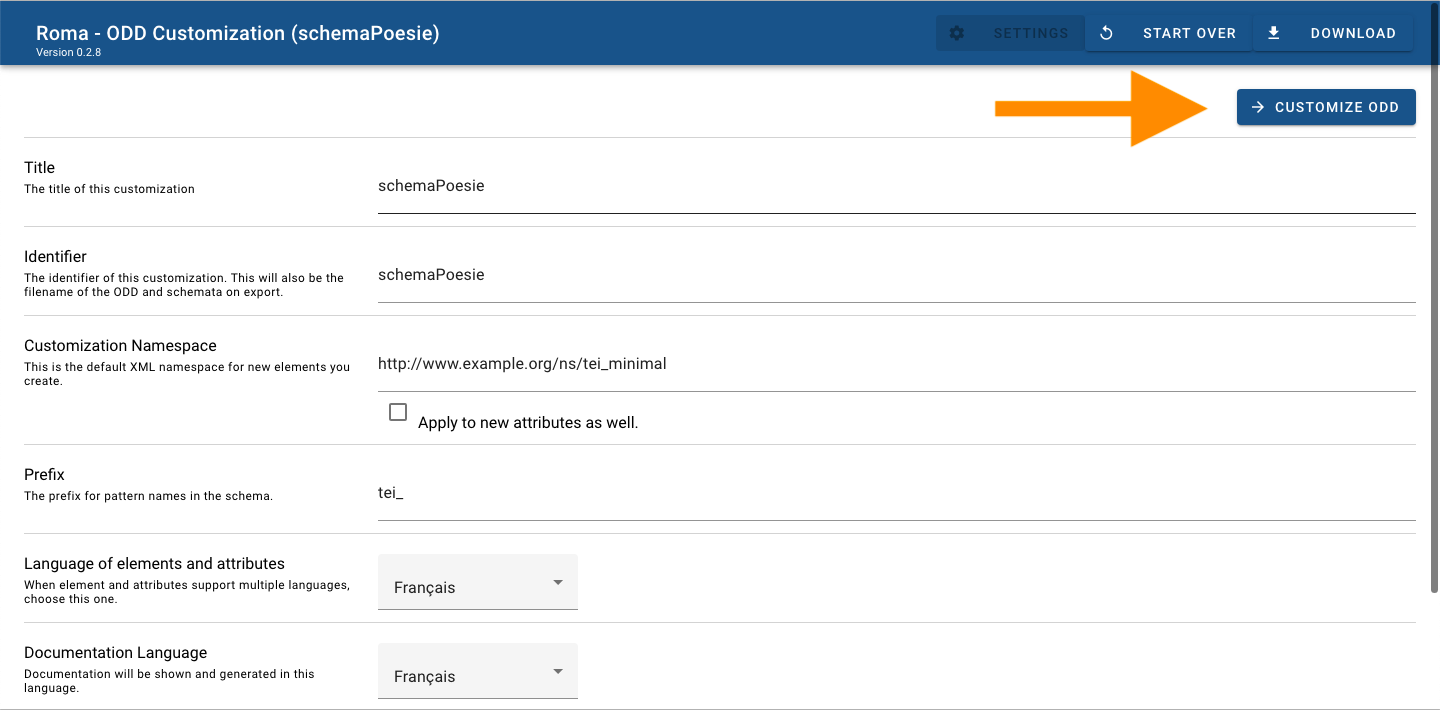 Roma - ODD Customization (schemaPoesie)
Version 0.2.8
SETTINGS
START OVER
DOWNLOAD
CUSTOMIZE ODD
Title
The title of this customization
schemaPoesie
Identifier
The identifier of this customization. This will also be the
filename of the ODD and schemata on export.
schemaPoesie
Customization Namespace
This is the default XML namespace for new elements you
create.
http://www.example.org/ns/tei_minimal
Apply to new attributes as well.
Prefix
The prefix for pattern names in the schema.
tei_
Language of elements and attributes
When element and attributes support multiple languages,
choose this one.
Français
Documentation Language
Documentation will be shown and generated in this
language.
Français